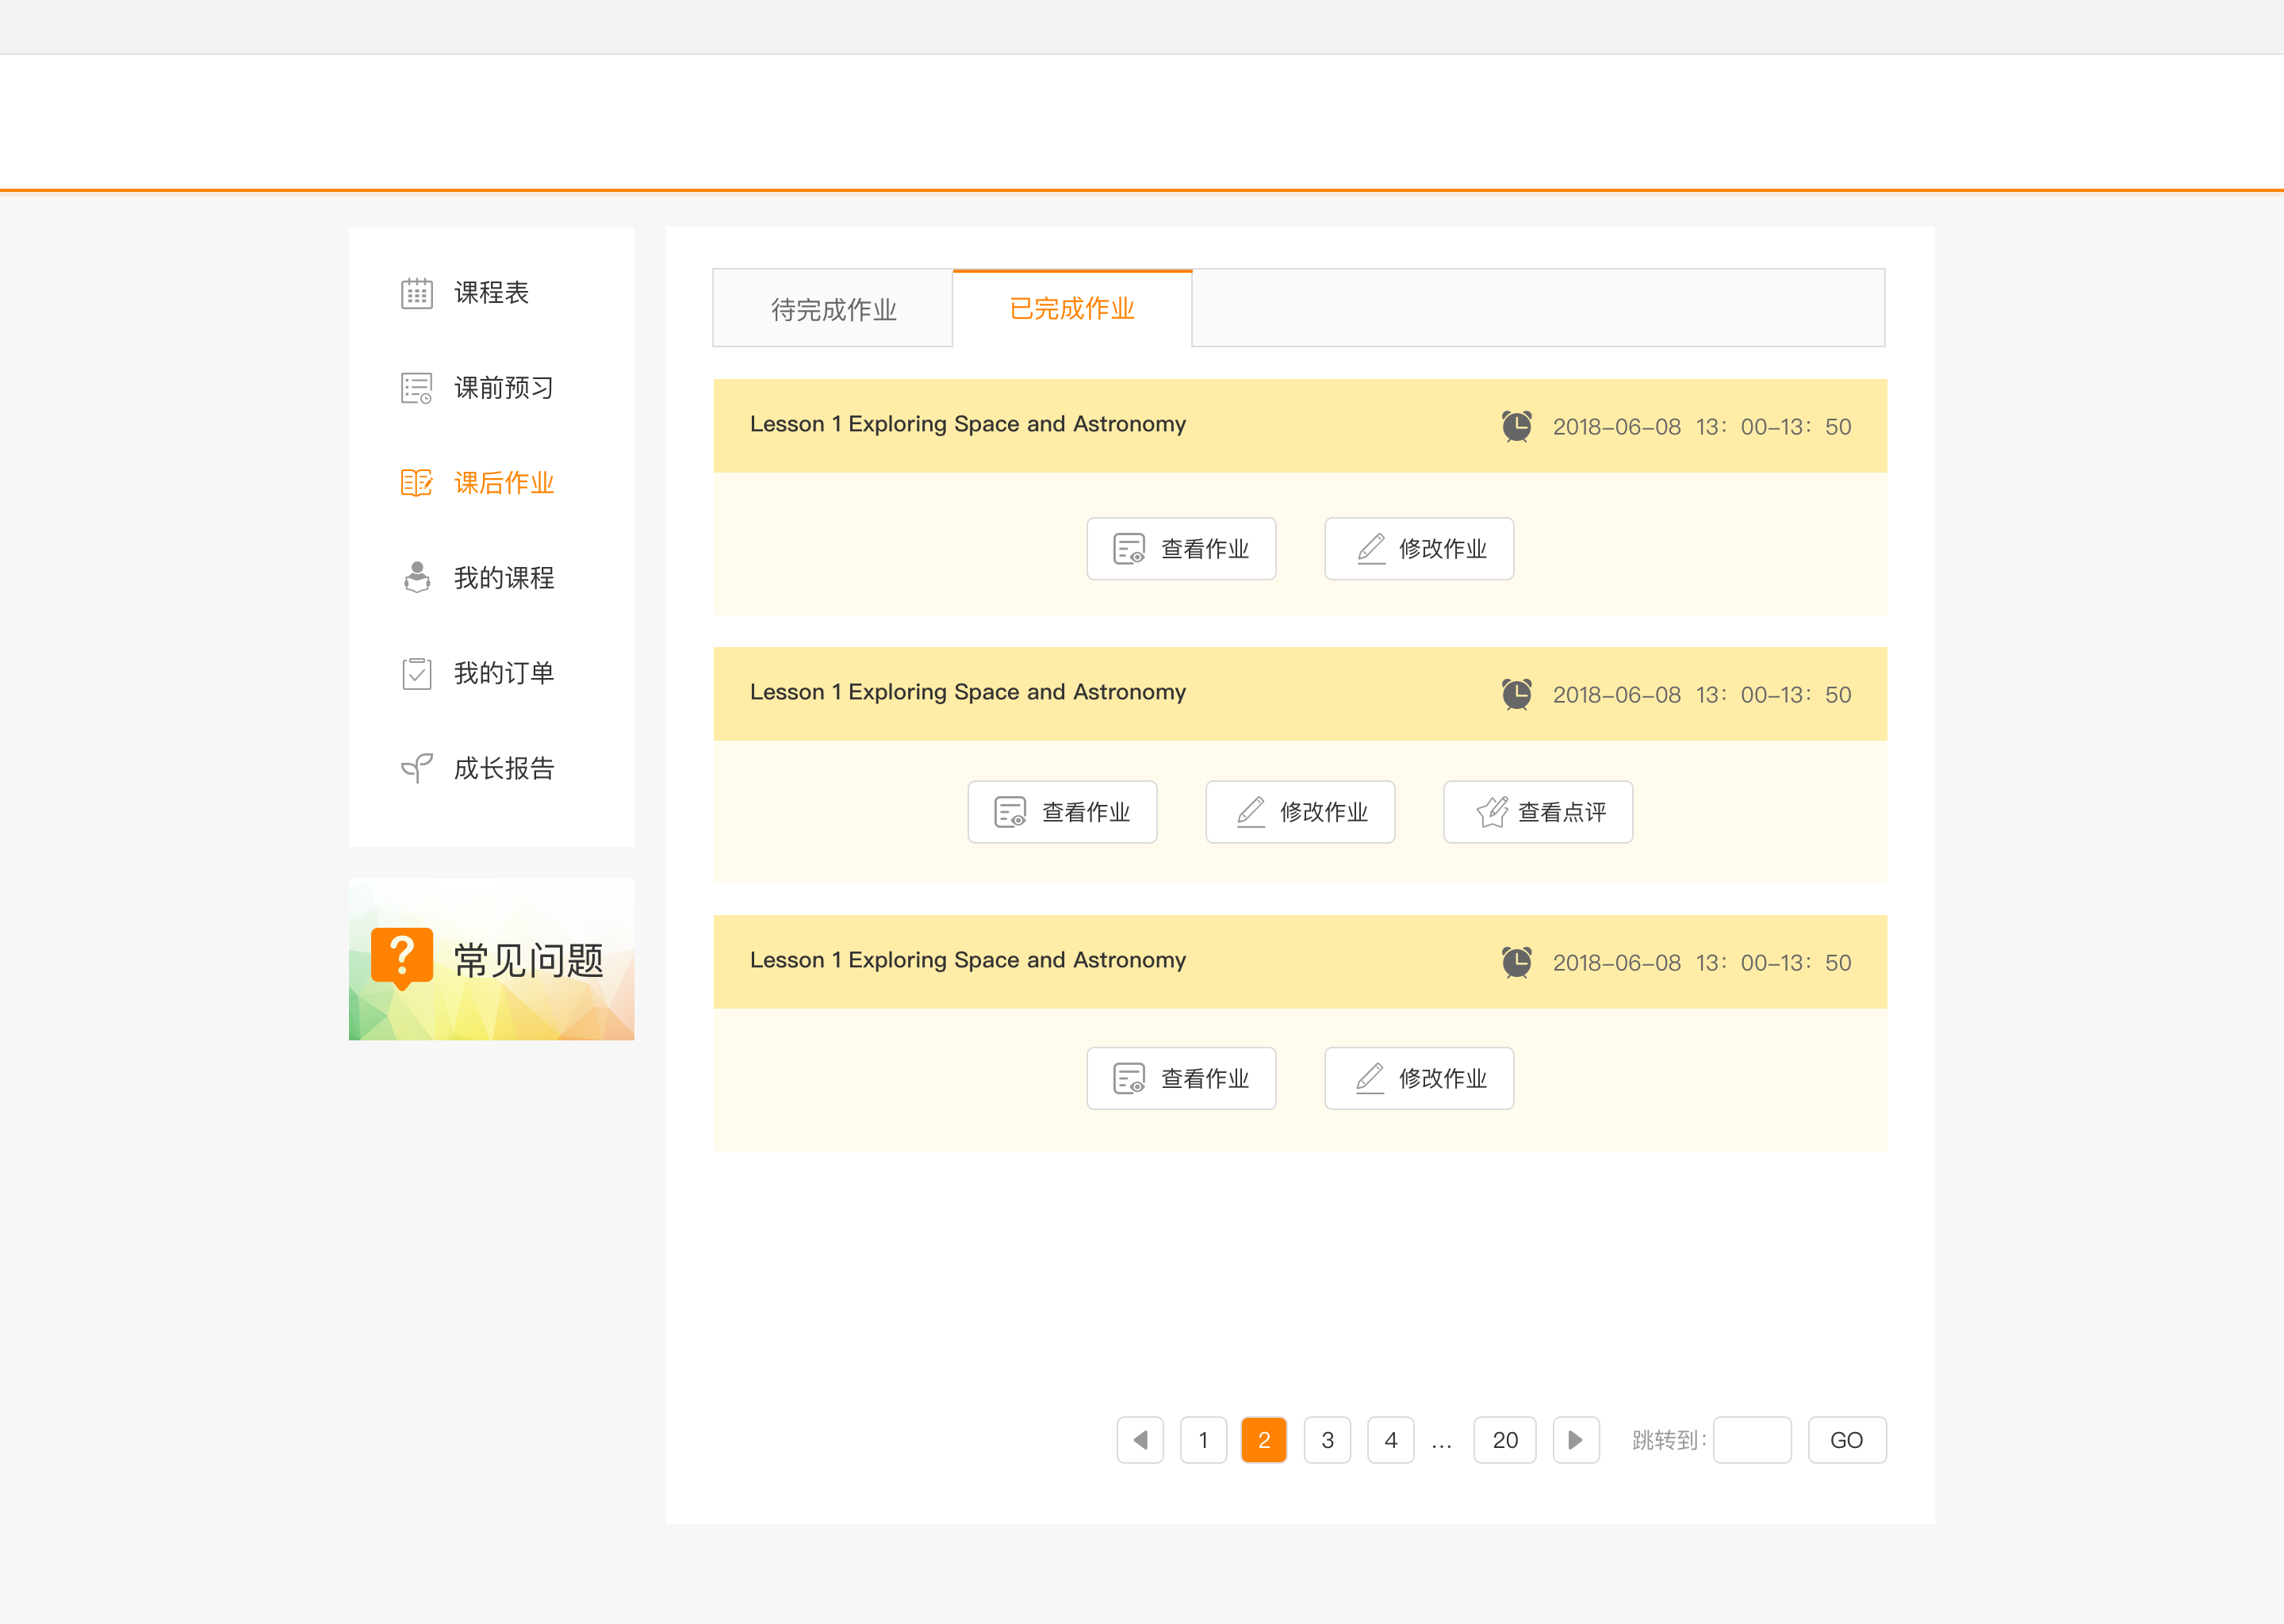 课程表
课前预习
课后作业
我的课程
我的订单
成长报告
?
常见问题
待完成作业
已完成作业
Lesson 1 Exploring Space and Astronomy
2018-06-08 13：00-13：50
查看作业
修改作业
Lesson 1 Exploring Space and Astronomy
2018-06-08 13：00-13：50
查看作业
修改作业
查看点评
Lesson 1 Exploring Space and Astronomy
2018-06-08 13：00-13：50
查看作业
修改作业
1 2 3 4 ... 20 跳转到: GO